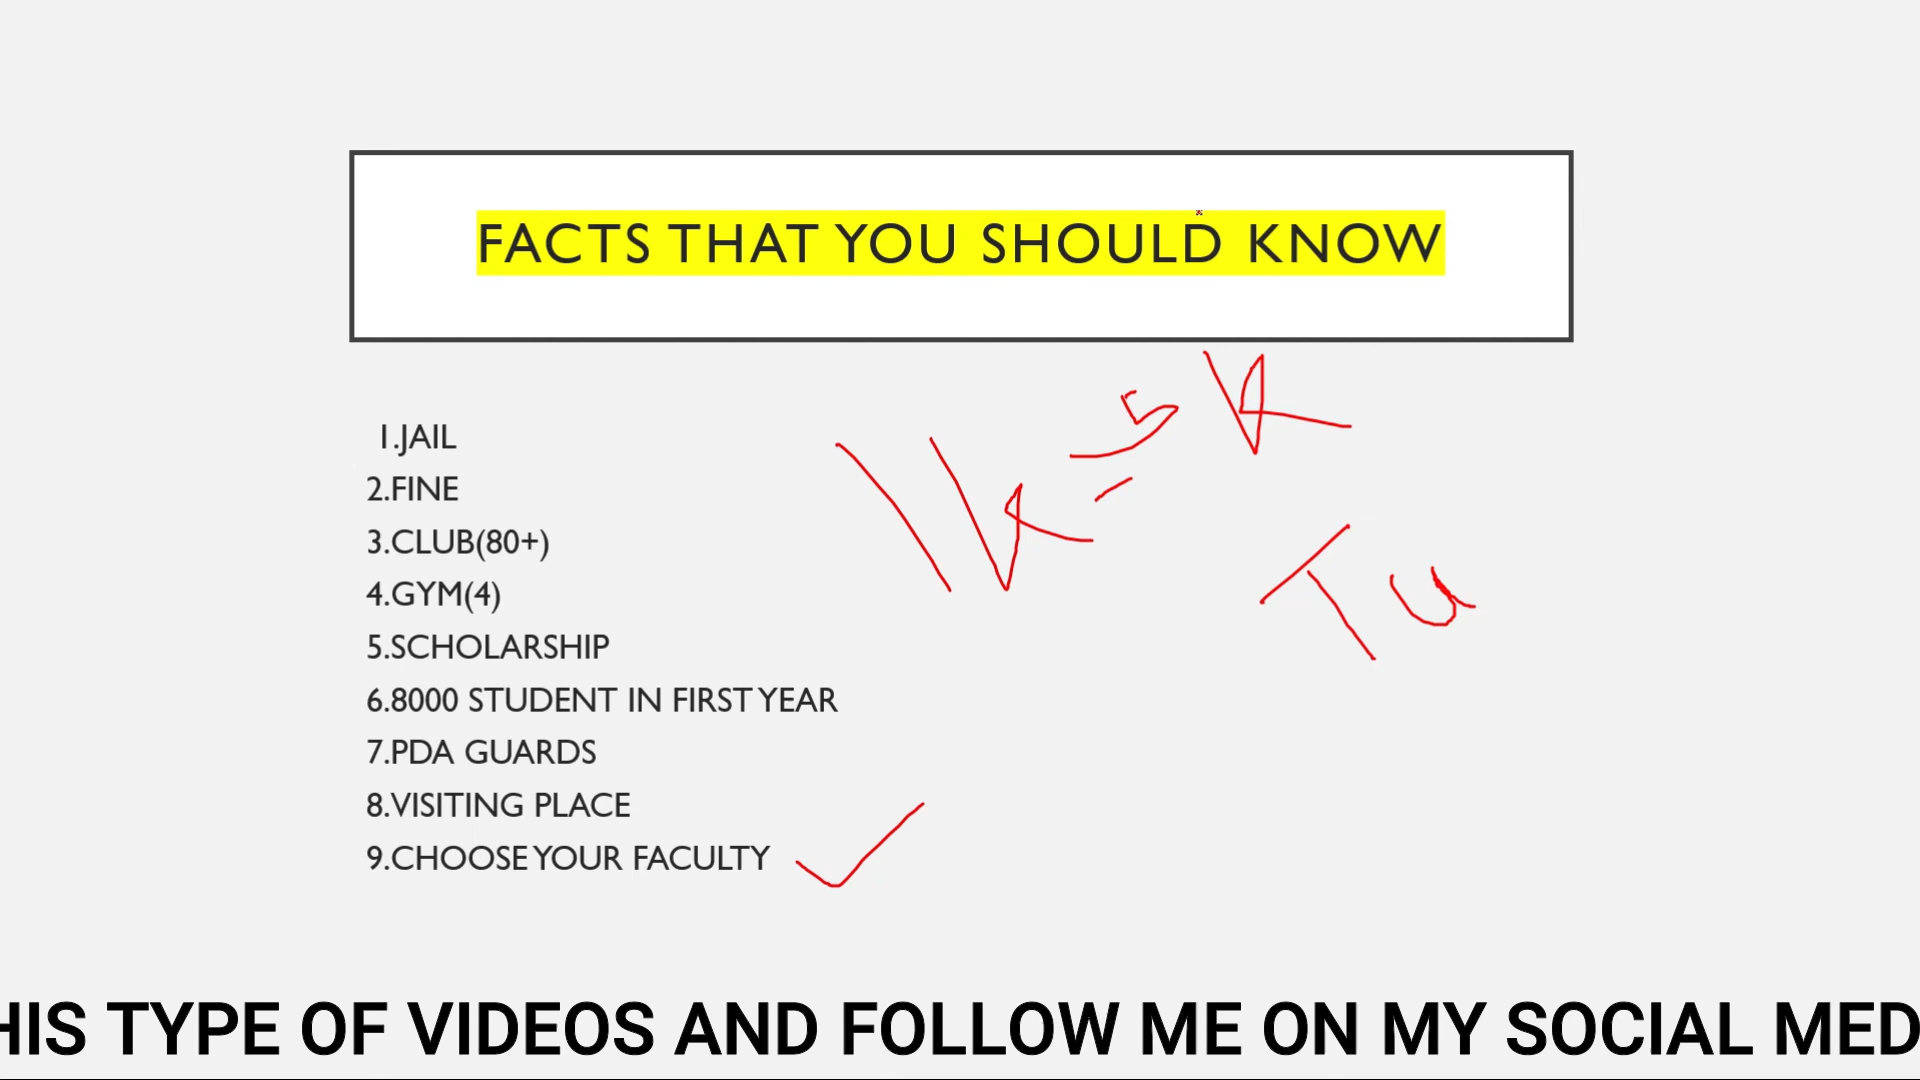 FACTS THAT YOU SHOULD KNOW
1k - 5k
1.JAIL
2.FINE
3.CLUB(80+)
4.GYM(4)
Tu
5.SCHOLARSHIP
6.8000 STUDENT IN FIRST YEAR
7.PDA GUARDS
8.VISITING PLACE
9.CHOOSE YOUR FACULTY
HIS TYPE OF VIDEOS AND FOLLOW ME ON MY SOCIAL MED